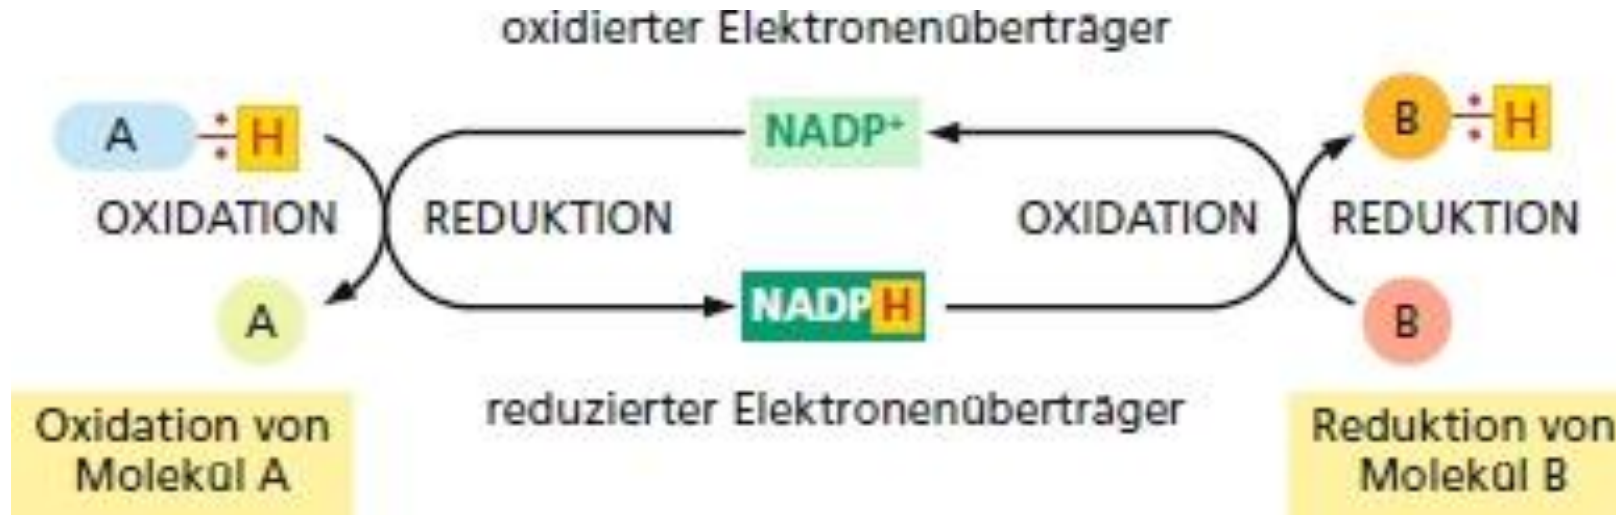 oxidierter Elektronenüberträger
A H
NADP+
B H
OXIDATION
REDUKTION
OXIDATION
REDUKTION
A
NADPH
B
Oxidation von
Molekül A
reduzierter Elektronenüberträger
Reduktion von
Molekül B